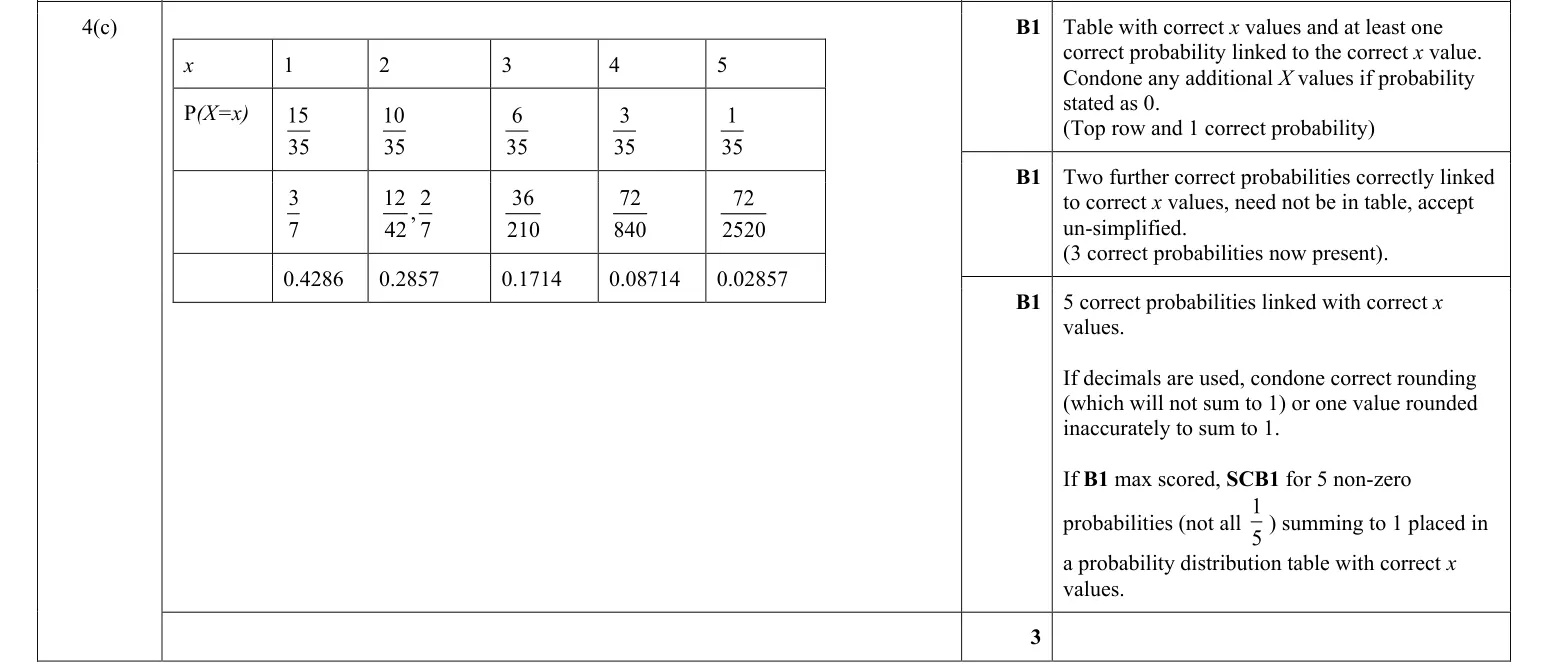 4(c)
x 1 2 3 4 5
P(X=x) 15/35 10/35 6/35 3/35 1/35
3/7 12/42, 2/7 36/210 72/840 72/2520
0.4286 0.2857 0.1714 0.08714 0.02857
B1 Table with correct x values and at least one
correct probability linked to the correct x value.
Condone any additional X values if probability
stated as 0.
(Top row and 1 correct probability)
B1 Two further correct probabilities correctly linked
to correct x values, need not be in table, accept
un-simplified.
(3 correct probabilities now present).
B1 5 correct probabilities linked with correct x
values.
If decimals are used, condone correct rounding
(which will not sum to 1) or one value rounded
inaccurately to sum to 1.
If B1 max scored, SCB1 for 5 non-zero
probabilities (not all 1/5 ) summing to 1 placed in
a probability distribution table with correct x
values.
3